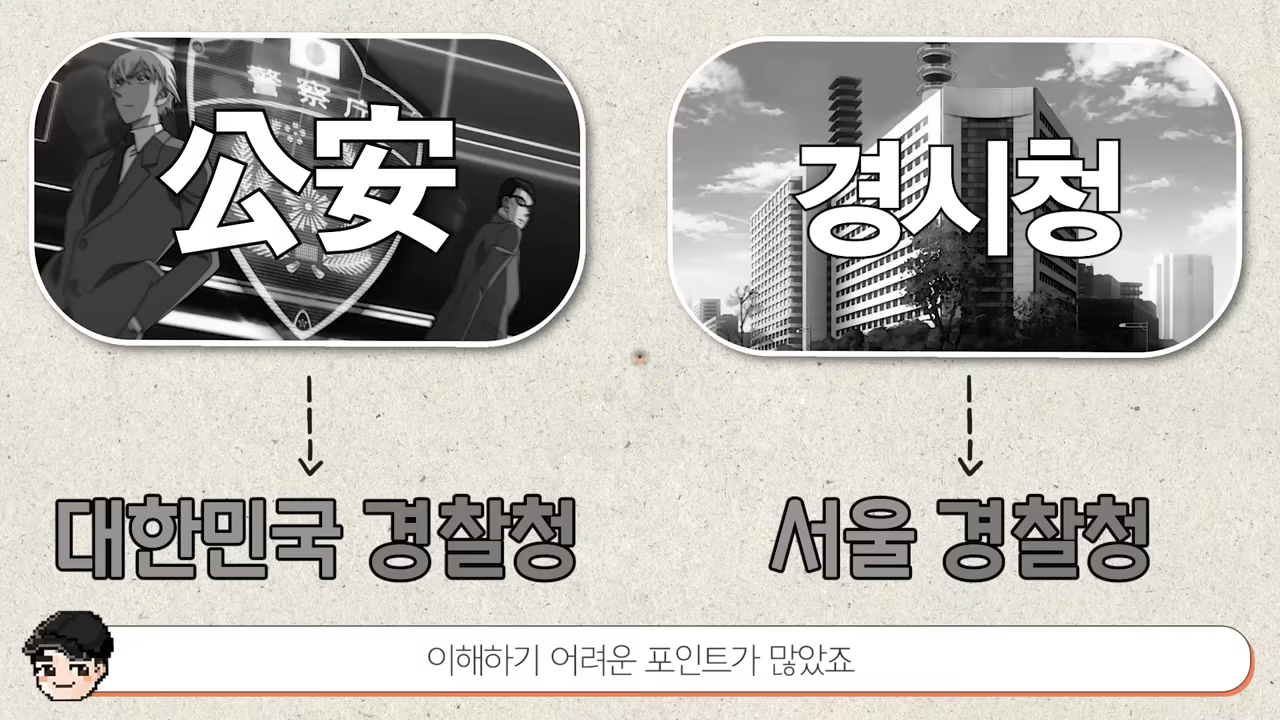 警察庁
公安
경시청
대한민국 경찰청
서울 경찰청
이해하기 어려운 포인트가 많았죠